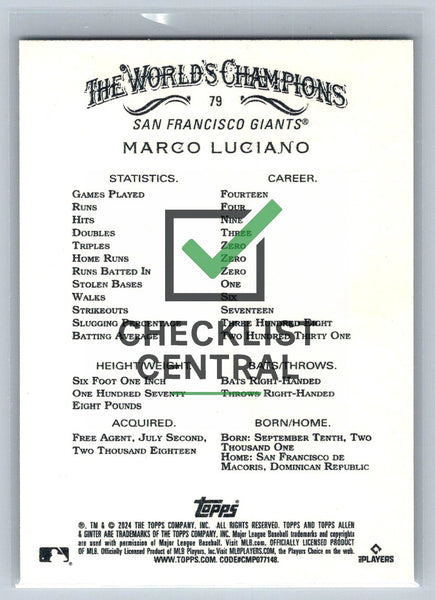 THE WORLD'S CHAMPIONS
79
SAN FRANCISCO GIANTS®
MARCO LUCIANO
STATISTICS. CAREER.
GAMES PLAYED FOURTEEN
RUNS FOUR
HITS NINE
DOUBLES THREE
TRIPLES ZERO
HOME RUNS ZERO
RUNS BATTED IN ZERO
STOLEN BASES ONE
WALKS SIX
STRIKEOUTS SEVENTEEN
SLUGGING PERCENTAGE THREE HUNDRED EIGHT
BATTING AVERAGE TWO HUNDRED THIRTY ONE
CHECKLIST
CENTRAL
HEIGHT/WEIGHT. BATS/THROWS.
SIX FOOT ONE INCH BATS RIGHT-HANDED
ONE HUNDRED SEVENTY THROWS RIGHT-HANDED
EIGHT POUNDS
ACQUIRED. BORN/HOME.
FREE AGENT, JULY SECOND, BORN: SEPTEMBER TENTH, TWO
TWO THOUSAND EIGHTEEN THOUSAND ONE
HOME: SAN FRANCISCO DE
MACORIS, DOMINICAN REPUBLIC
Topps
®, TM & © 2024 THE TOPPS COMPANY, INC. ALL RIGHTS RESERVED. TOPPS AND TOPPS ALLEN
& GINTER ARE TRADEMARKS OF THE TOPPS COMPANY, INC. Major League Baseball trademarks
are used with permission of Major League Baseball. Visit MLB.com. OFFICIALLY LICENSED PRODUCT
OF MLB. Officially Licensed Product of MLB Players, Inc. Visit MLBPLAYERS.com, the Players Choice on the web.
WWW.TOPPS.COM. CODE#CMP077148.
PLAYERS